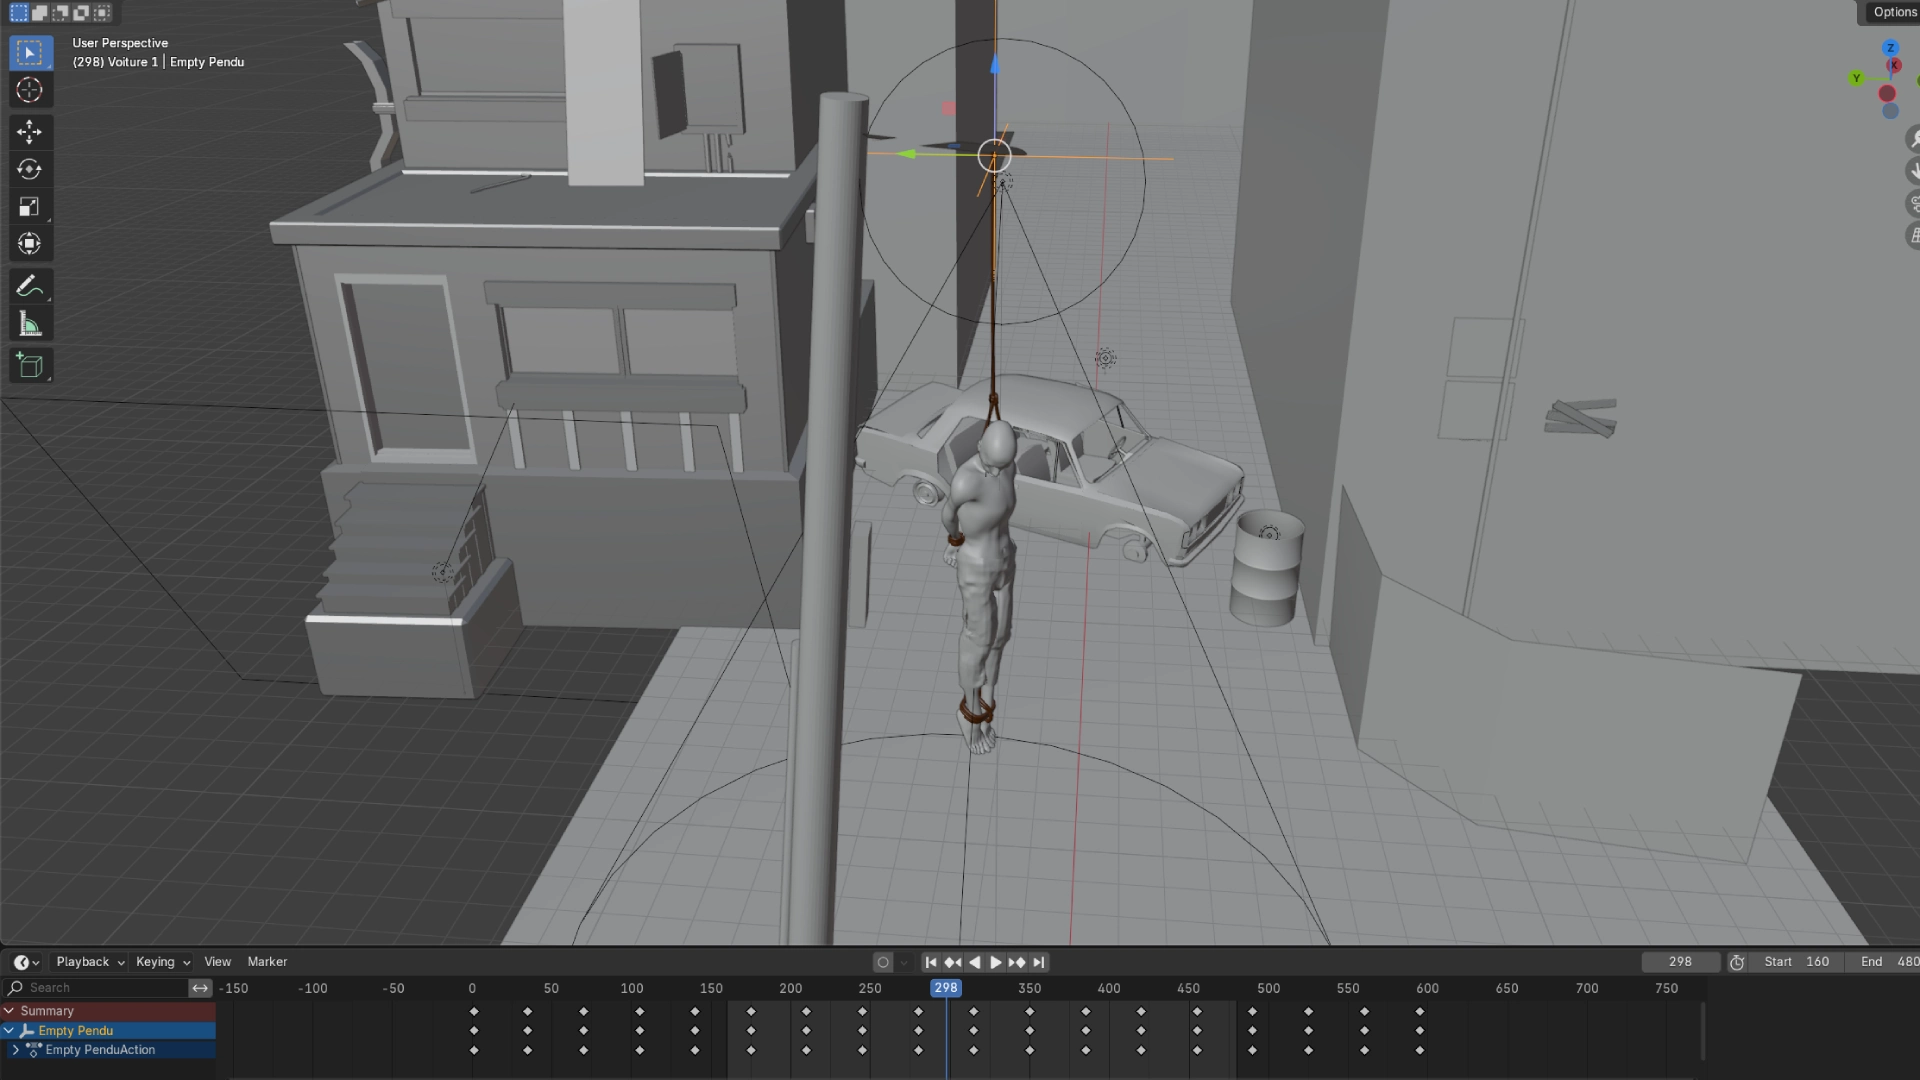 Options
User Perspective
(298) Voiture 1 | Empty Pendu
Z
X
Y
Playback
Keying
View
Marker
298
Start 160
End 480
Search
-150 -100 -50 0 50 100 150 200 250 298 350 400 450 500 550 600 650 700 750
Summary
Empty Pendu
Empty PenduAction